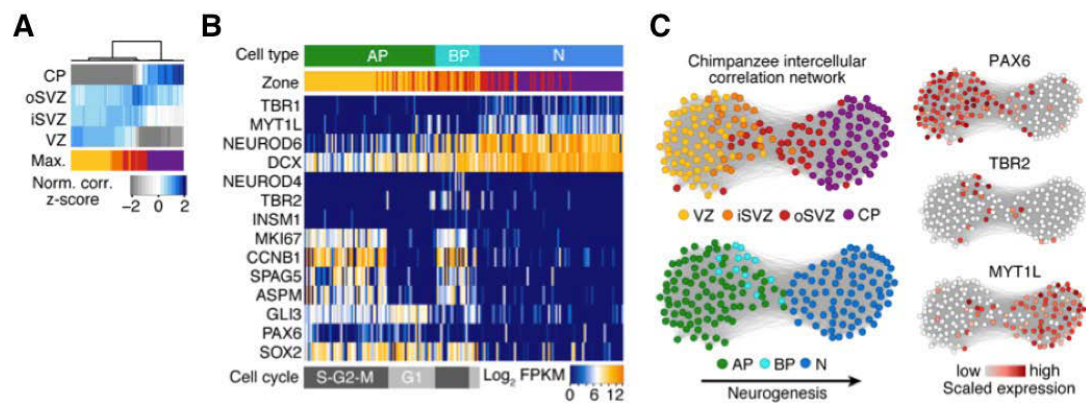 A
CP
oSVZ
iSVZ
VZ
Max.
Norm. corr.
z-score
−2 0 2
B
Cell type AP BP N
Zone
TBR1
MYT1L
NEUROD6
DCX
NEUROD4
TBR2
INSM1
MKI67
CCNB1
SPAG5
ASPM
GLI3
PAX6
SOX2
Cell cycle S-G2-M G1 Log2 FPKM
0 6 12
C
Chimpanzee intercellular
correlation network
VZ iSVZ oSVZ CP
AP BP N
Neurogenesis
PAX6
TBR2
MYT1L
low high
Scaled expression